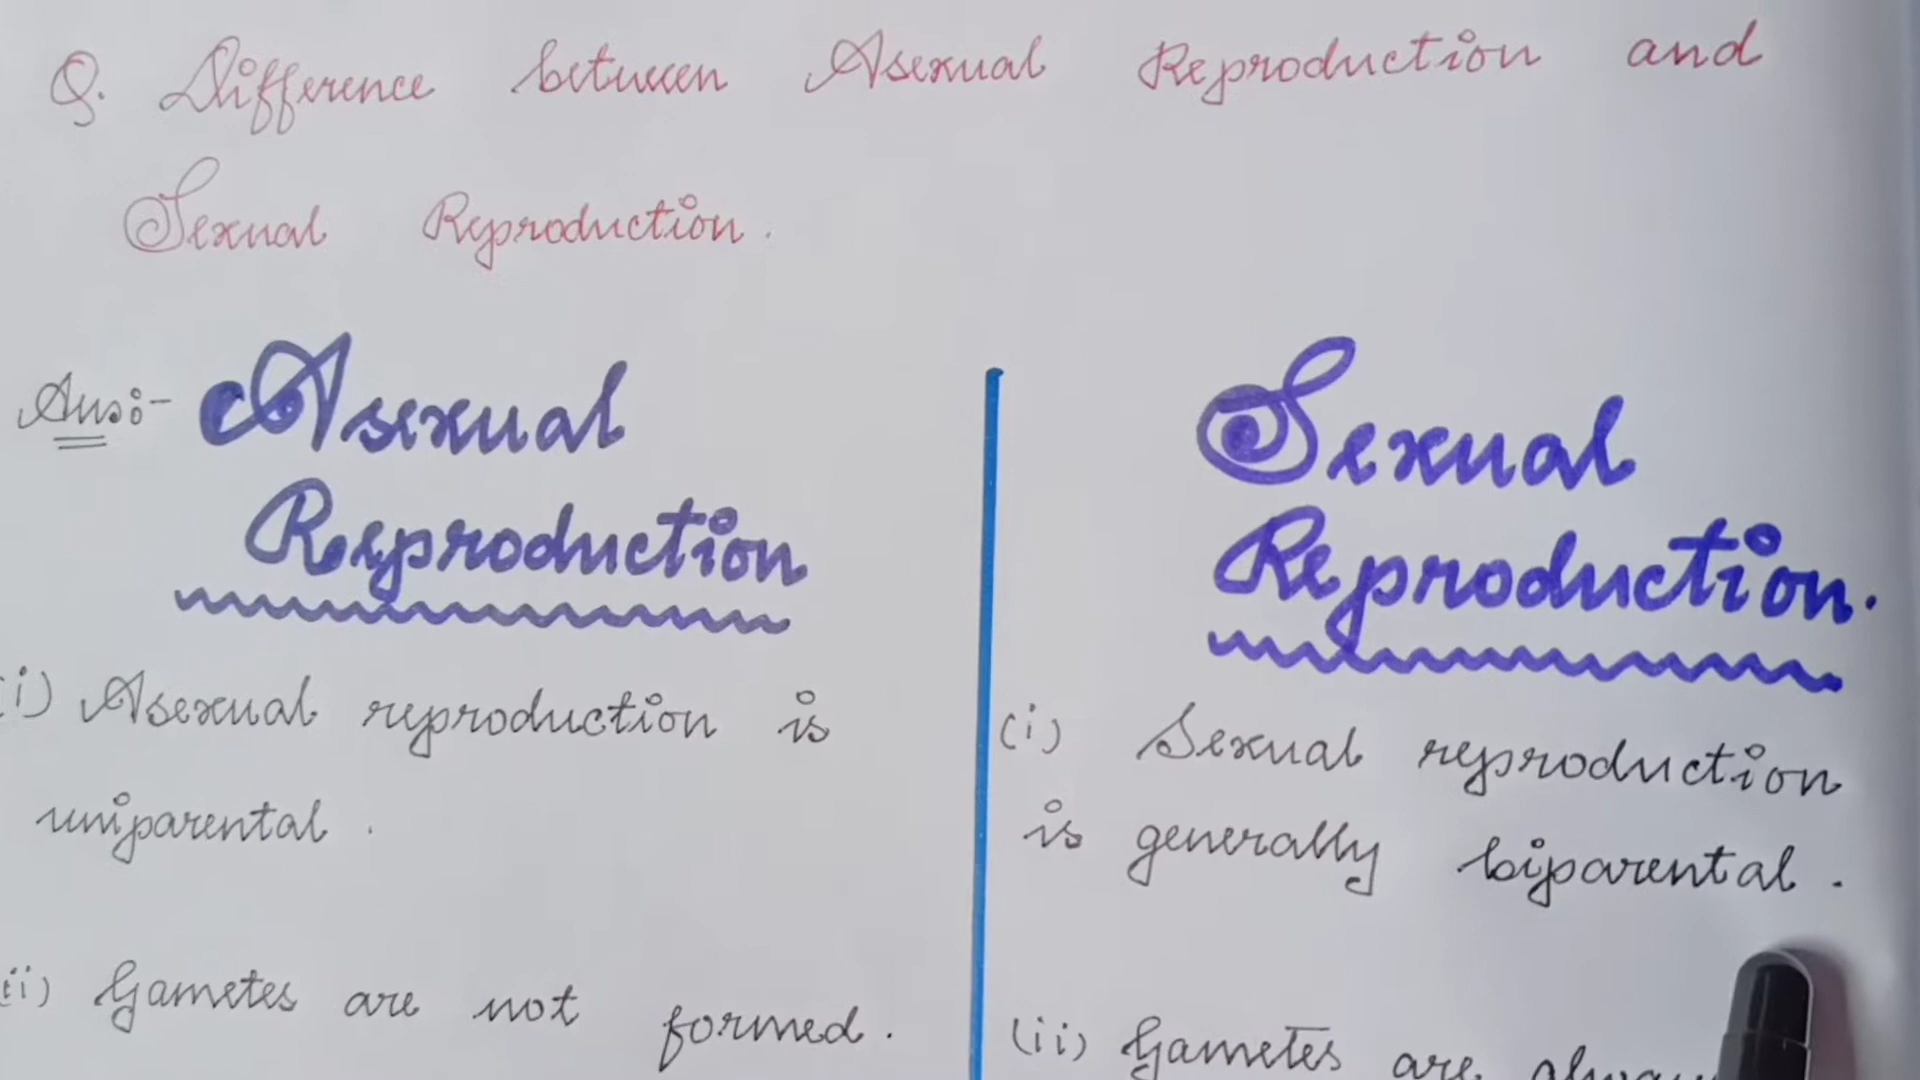 Q. Difference between Asexual Reproduction and
Sexual Reproduction.
Ans:-
Asexual
Reproduction
(i) Asexual reproduction is
uniparental.
(ii) Gametes are not formed.
Sexual
Reproduction.
(i) Sexual reproduction
is generally biparental.
(ii) Gametes are